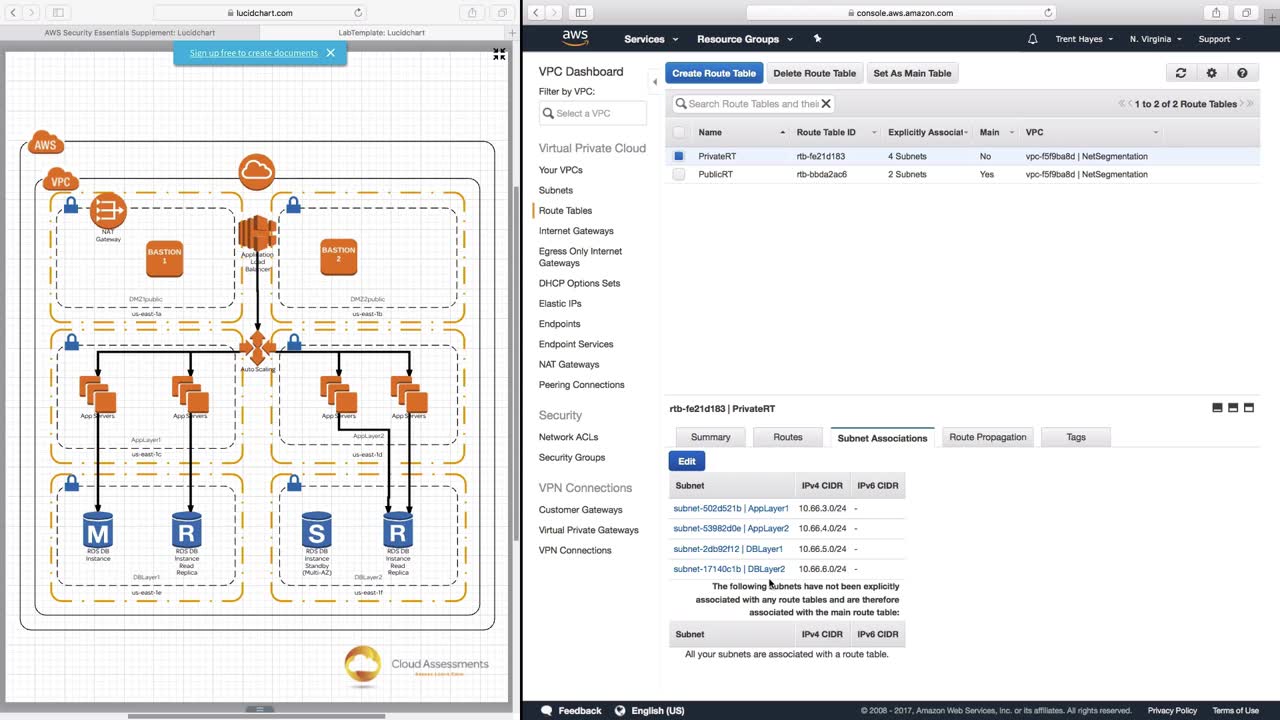 lucidchart.com
AWS Security Essentials Supplement: Lucidchart
LabTemplate: Lucidchart
Sign up free to create documents
AWS
VPC
NAT
Gateway
BASTION
1
Application
Load
Balancer
BASTION
2
DMZ1public
us-east-1a
DMZ2public
us-east-1b
Auto Scaling
App Servers
App Servers
App Servers
App Servers
AppLayer1
us-east-1c
AppLayer2
us-east-1d
M
RDS DB
Instance
R
RDS DB
Instance
Read
Replica
S
RDS DB
Instance
Standby
(Multi-AZ)
R
RDS DB
Instance
Read
Replica
DBLayer1
us-east-1e
DBLayer2
us-east-1f
Cloud Assessments
console.aws.amazon.com
aws
Services
Resource Groups
Trent Hayes
N. Virginia
Support
VPC Dashboard
Filter by VPC:
Select a VPC
Virtual Private Cloud
Your VPCs
Subnets
Route Tables
Internet Gateways
Egress Only Internet
Gateways
DHCP Options Sets
Elastic IPs
Endpoints
Endpoint Services
NAT Gateways
Peering Connections
Security
Network ACLs
Security Groups
VPN Connections
Customer Gateways
Virtual Private Gateways
VPN Connections
Create Route Table
Delete Route Table
Set As Main Table
Search Route Tables and thei
1 to 2 of 2 Route Tables
Name Route Table ID Explicitly Associat Main VPC
PrivateRT rtb-fe21d183 4 Subnets No vpc-f5f9ba8d | NetSegmentation
PublicRT rtb-bbda2ac6 2 Subnets Yes vpc-f5f9ba8d | NetSegmentation
rtb-fe21d183 | PrivateRT
Summary Routes Subnet Associations Route Propagation Tags
Edit
Subnet IPv4 CIDR IPv6 CIDR
subnet-502d521b | AppLayer1 10.66.3.0/24 -
subnet-53982d0e | AppLayer2 10.66.4.0/24 -
subnet-2db92f12 | DBLayer1 10.66.5.0/24 -
subnet-17140c1b | DBLayer2 10.66.6.0/24 -
The following subnets have not been explicitly
associated with any route tables and are therefore
associated with the main route table:
Subnet IPv4 CIDR IPv6 CIDR
All your subnets are associated with a route table.
Feedback
English (US)
© 2008 - 2017, Amazon Web Services, Inc. or its affiliates. All rights reserved.
Privacy Policy
Terms of Use